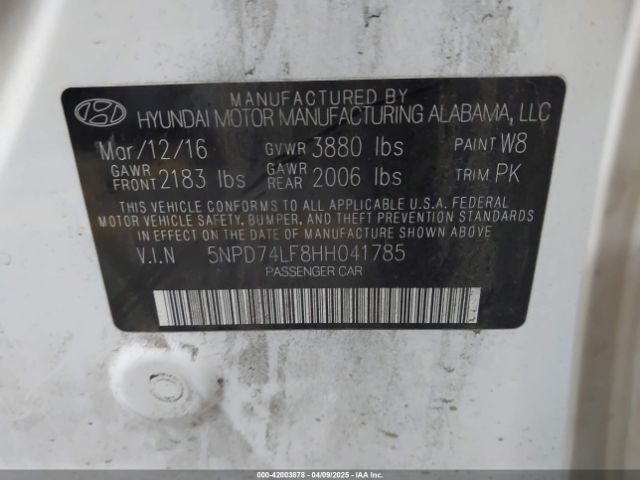 MANUFACTURED BY
HYUNDAI MOTOR MANUFACTURING ALABAMA, LLC
Mar/12/16 GVWR 3880 lbs PAINT W8
GAWR FRONT 2183 lbs GAWR REAR 2006 lbs TRIM PK
THIS VEHICLE CONFORMS TO ALL APPLICABLE U.S.A. FEDERAL
MOTOR VEHICLE SAFETY, BUMPER, AND THEFT PREVENTION STANDARDS
IN EFFECT ON THE DATE OF MANUFACTURE SHOWN ABOVE.
V.I.N 5NPD74LF8HH041785
PASSENGER CAR
000-42003878 - 04/09/2025 - IAAI.COM